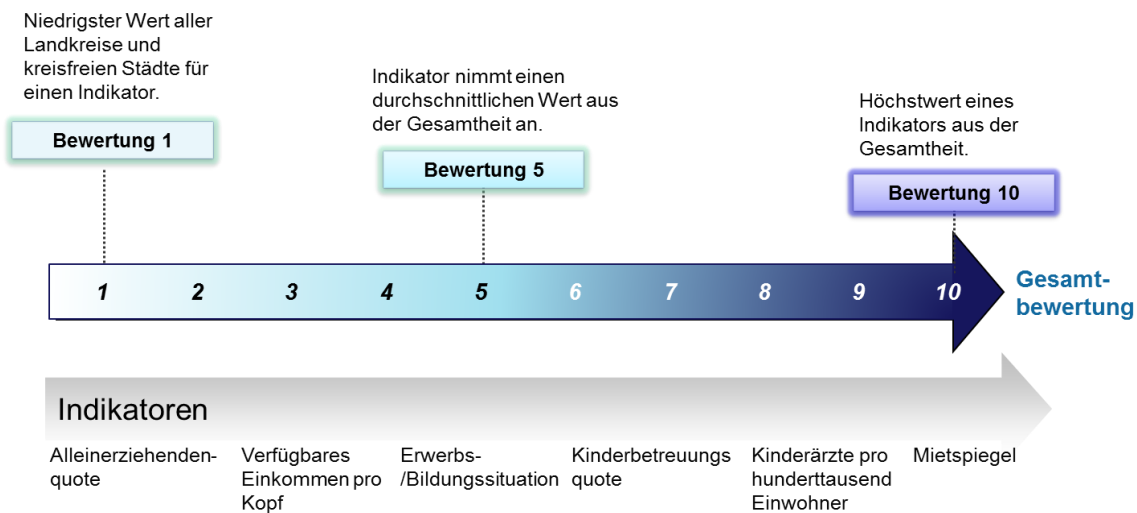 Niedrigster Wert aller
Landkreise und
kreisfreien Städte für
einen Indikator.
Bewertung 1
Indikator nimmt einen
durchschnittlichen Wert aus
der Gesamtheit an.
Bewertung 5
Höchstwert eines
Indikators aus der
Gesamtheit.
Bewertung 10
1 2 3 4 5 6 7 8 9 10
Gesamt-
bewertung
Indikatoren
Alleinerziehenden-
quote
Verfügbares
Einkommen pro
Kopf
Erwerbs-
/Bildungssituation
Kinderbetreuungs
quote
Kinderärzte pro
hunderttausend
Einwohner
Mietspiegel